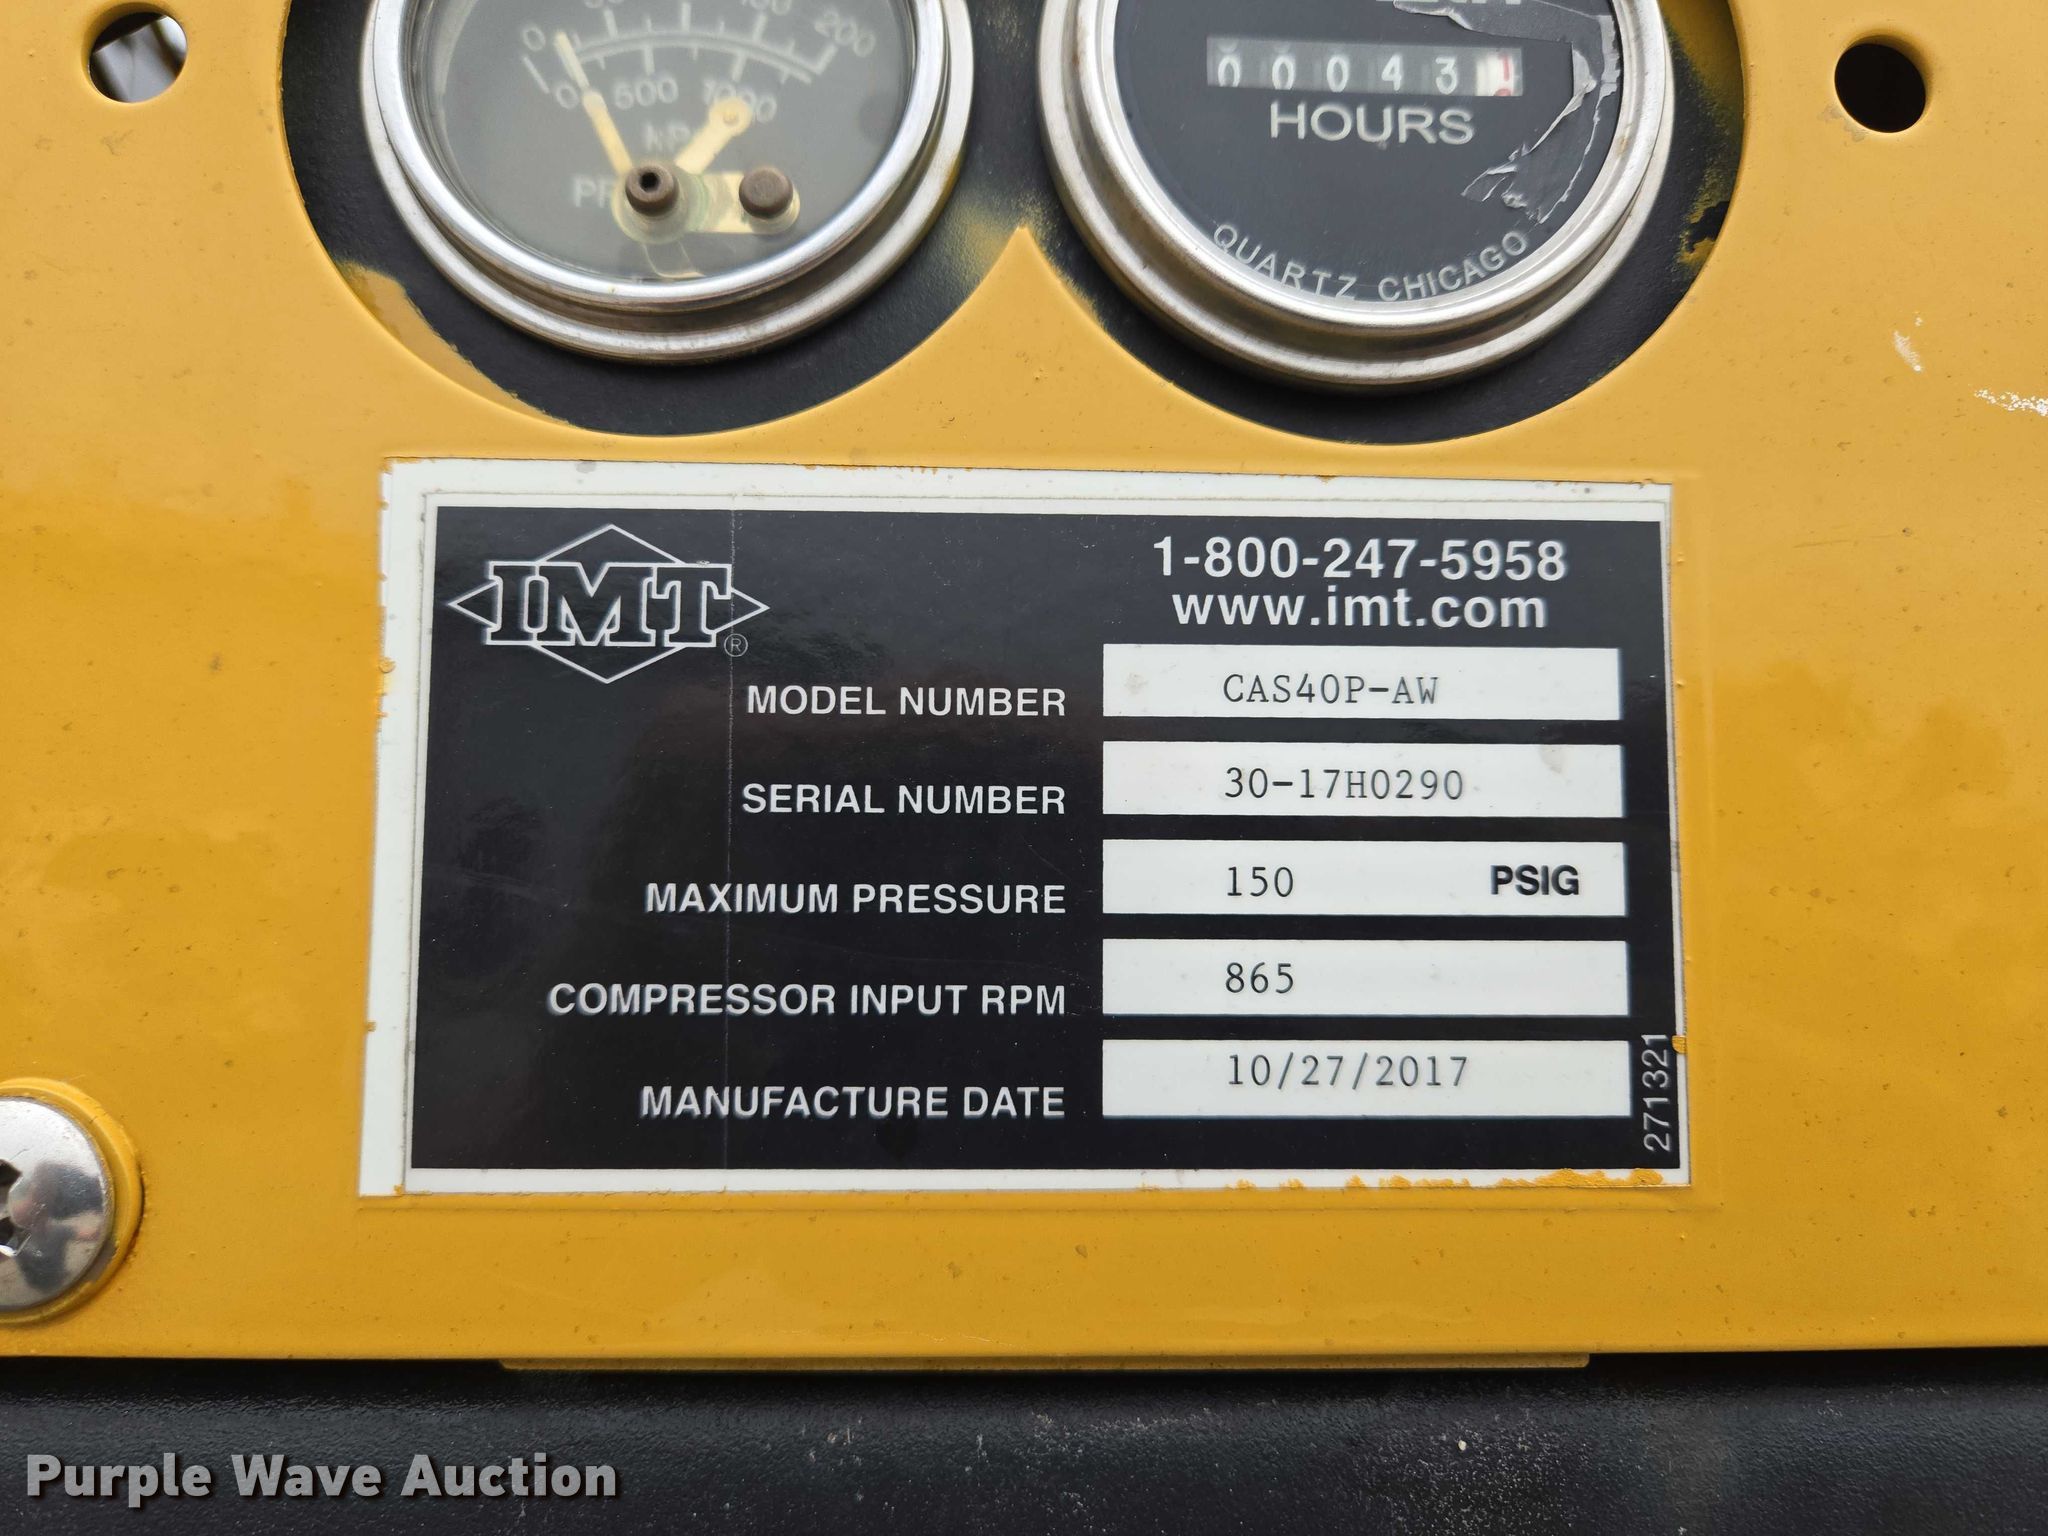 0 200
0 500 1000
00043
HOURS
QUARTZ CHICAGO
IMT®
1-800-247-5958
www.imt.com
MODEL NUMBER CAS40P-AW
SERIAL NUMBER 30-17H0290
MAXIMUM PRESSURE 150 PSIG
COMPRESSOR INPUT RPM 865
MANUFACTURE DATE 10/27/2017
271321
Purple Wave Auction